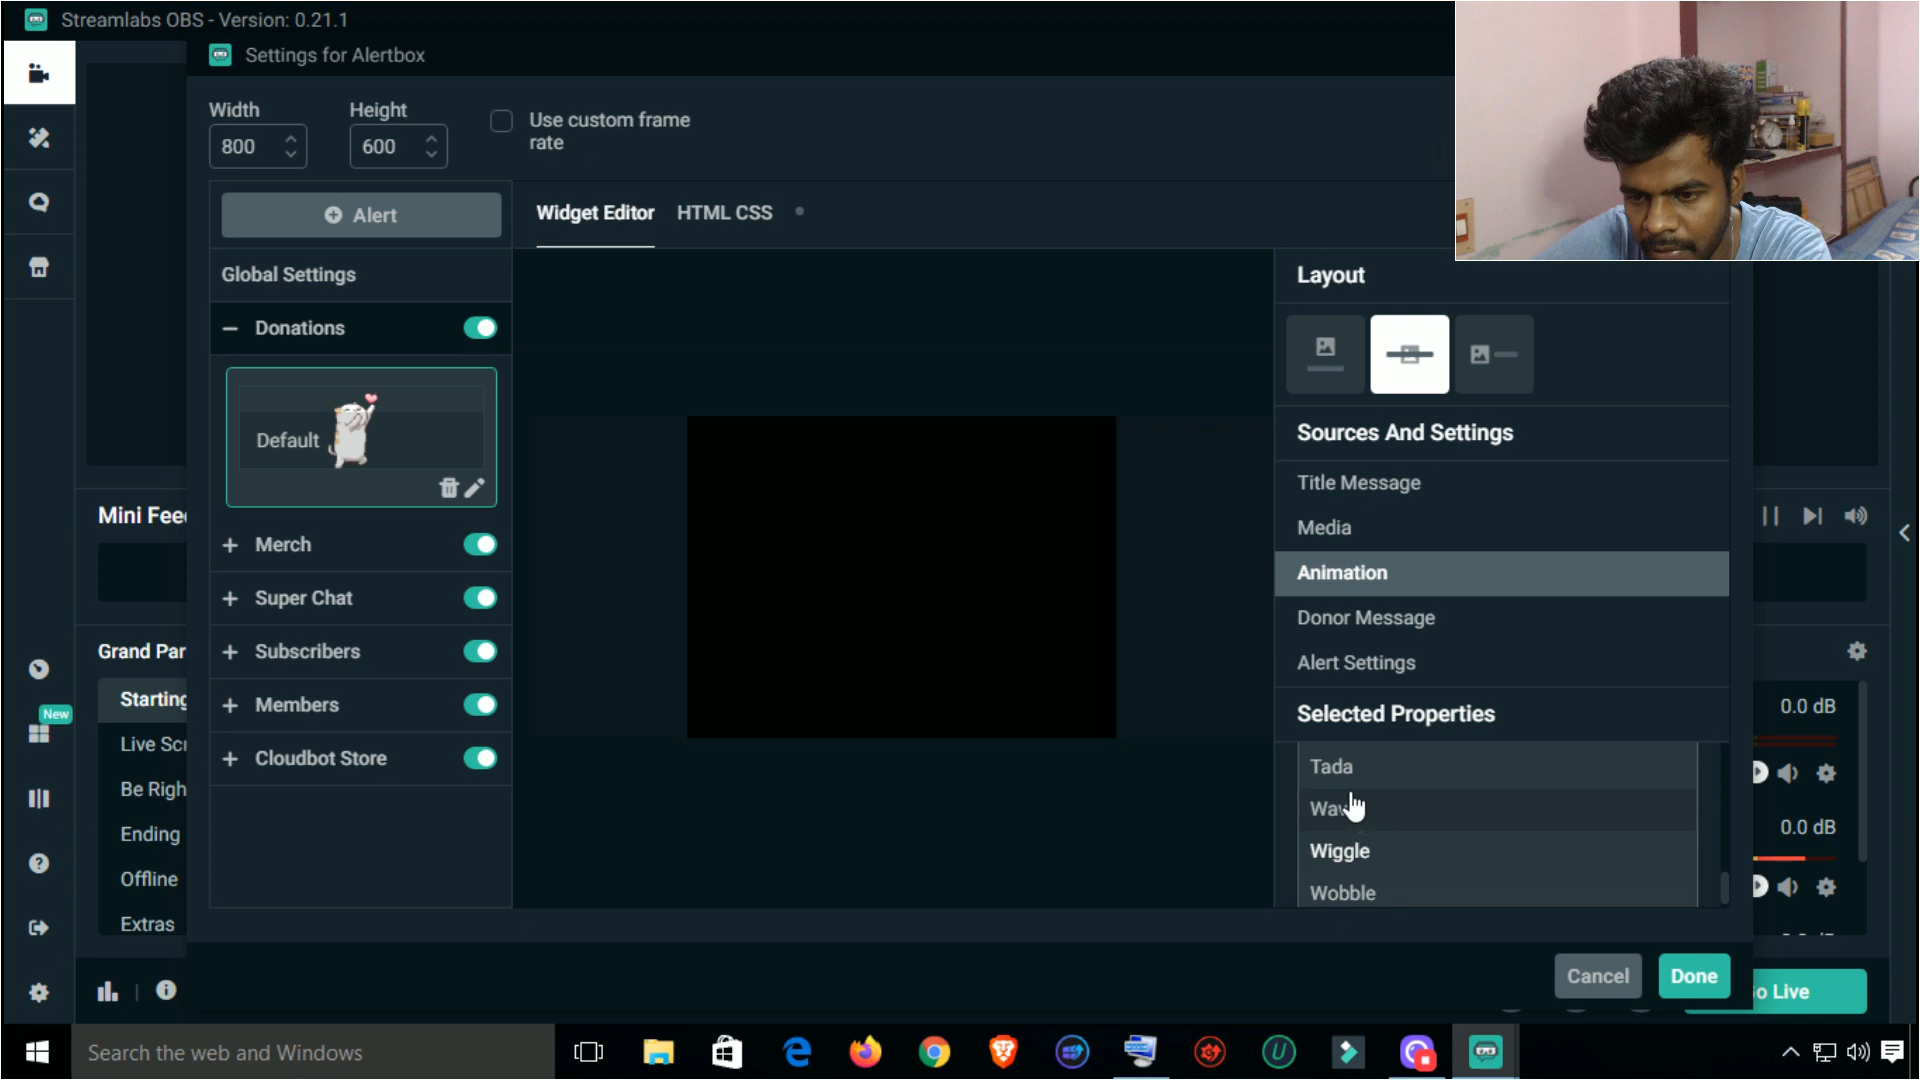 Streamlabs OBS - Version: 0.21.1
Settings for Alertbox
Width
Height
800
600
Use custom frame
rate
Alert
Widget Editor
HTML CSS
Global Settings
Layout
Donations
Default
Sources And Settings
Title Message
Media
Mini Fee
Merch
Animation
Super Chat
Donor Message
Subscribers
Grand Par
Alert Settings
Members
Starting
Selected Properties
0.0 dB
New
Live Scr
Cloudbot Store
Tada
Be Righ
Wav
Ending
Wiggle
0.0 dB
Offline
Wobble
Extras
Cancel
Done
o Live
Search the web and Windows